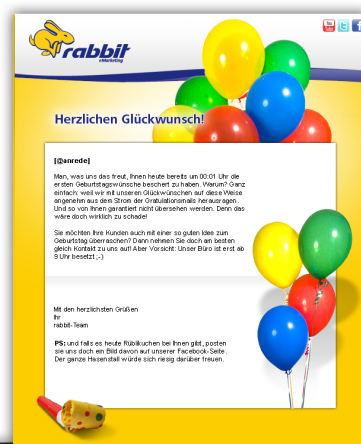 rabbit
eMarketing
You
Tube
Herzlichen Glückwunsch!
[@anrede]
Man, was uns das freut, Ihnen heute bereits um 00:01 Uhr die
ersten Geburtstagswünsche beschert zu haben. Warum? Ganz
einfach: weil wir mit unseren Glückwünschen auf diese Weise
angenehm aus dem Strom der Gratulationsmails herausragen.
Und so von Ihnen garantiert nicht übersehen werden. Denn das
wäre doch wirklich zu schade!
Sie möchten Ihre Kunden auch mit einer so guten Idee zum
Geburtstag überraschen? Dann nehmen Sie doch am besten
gleich Kontakt zu uns auf! Aber Vorsicht: Unser Büro ist erst ab
9 Uhr besetzt ;-)
Mit den herzlichsten Grüßen
Ihr
rabbit-Team
PS: und falls es heute Rüblikuchen bei Ihnen gibt, posten
sie uns doch ein Bild davon auf unserer Facebook-Seite.
Der ganze Hasenstall würde sich riesig darüber freuen.